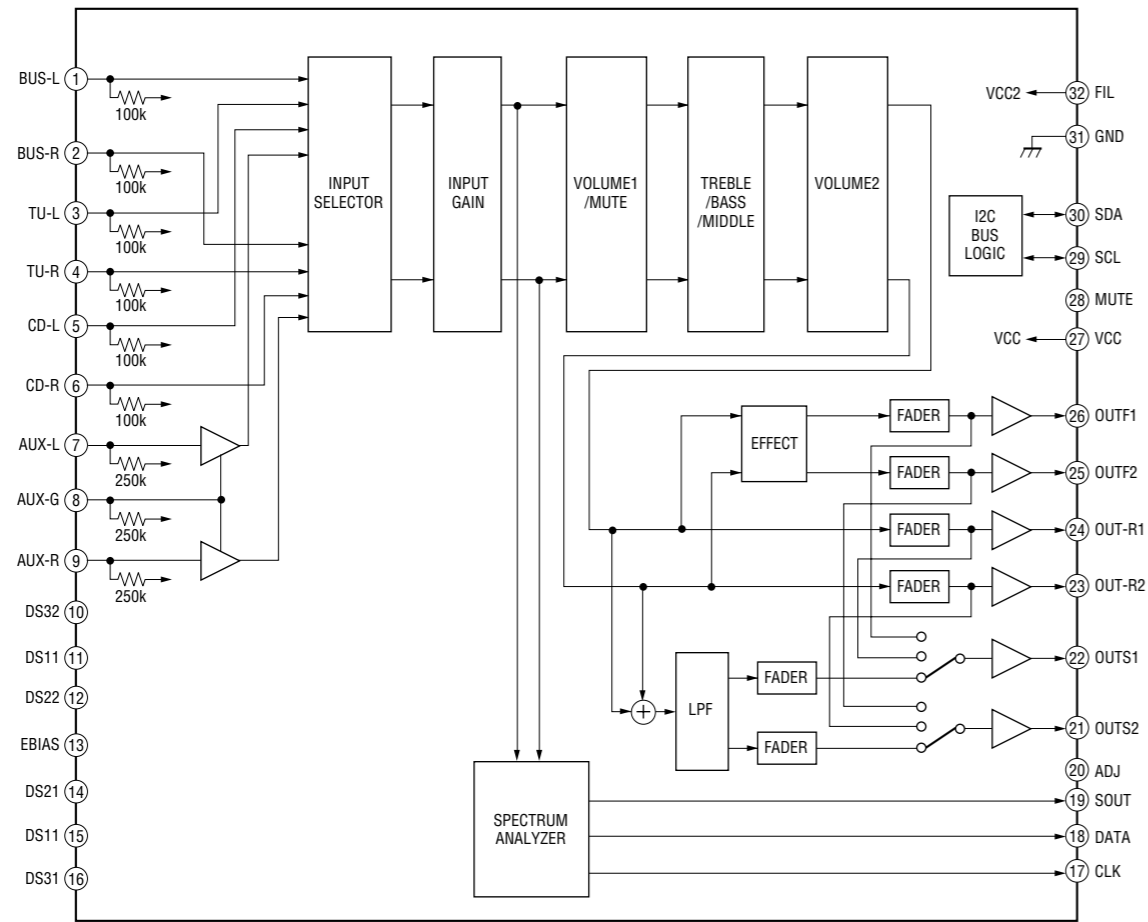 BUS-L 1
100k
BUS-R 2
100k
TU-L 3
100k
TU-R 4
100k
CD-L 5
100k
CD-R 6
100k
AUX-L 7
250k
AUX-G 8
250k
AUX-R 9
250k
DS32 10
DS11 11
DS22 12
EBIAS 13
DS21 14
DS11 15
DS31 16
INPUT
SELECTOR
INPUT
GAIN
VOLUME1
/MUTE
TREBLE
/BASS
/MIDDLE
VOLUME2
I2C
BUS
LOGIC
EFFECT
FADER
FADER
FADER
FADER
+
LPF
FADER
FADER
SPECTRUM
ANALYZER
VCC2 32 FIL
31 GND
30 SDA
29 SCL
28 MUTE
VCC 27 VCC
26 OUTF1
25 OUTF2
24 OUT-R1
23 OUT-R2
22 OUTS1
21 OUTS2
20 ADJ
19 SOUT
18 DATA
17 CLK